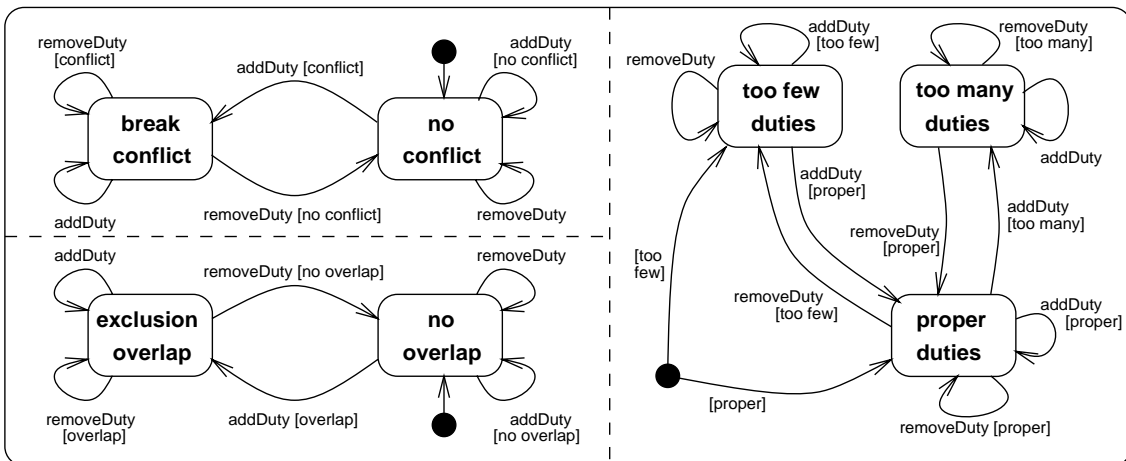 removeDuty
[conflict]
addDuty [conflict]
addDuty
[no conflict]
break
conflict
no
conflict
addDuty
removeDuty [no conflict]
removeDuty
addDuty
removeDuty [no overlap]
removeDuty
exclusion
overlap
no
overlap
removeDuty
[overlap]
addDuty [overlap]
addDuty
[no overlap]
addDuty
[too few]
removeDuty
[too many]
removeDuty
too few
duties
too many
duties
addDuty
addDuty
[proper]
addDuty
[too many]
removeDuty
[proper]
[too
few]
removeDuty
[too few]
proper
duties
addDuty
[proper]
[proper]
removeDuty [proper]